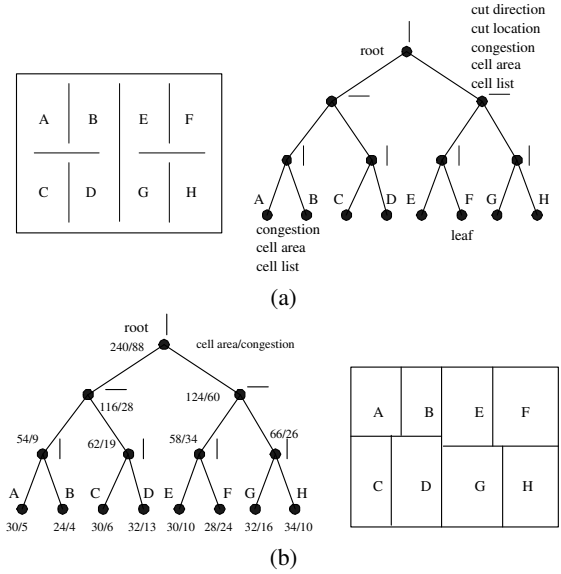 cut direction
cut location
root congestion
cell area
cell list
A B E F
C D G H
A B C D E F G H
congestion leaf
cell area
cell list
(a)
root
240/88 cell area/congestion
116/28 124/60
54/9 62/19 58/34 66/26
A B E F
C D G H
A B C D E F G H
30/5 24/4 30/6 32/13 30/10 28/24 32/16 34/10
(b)